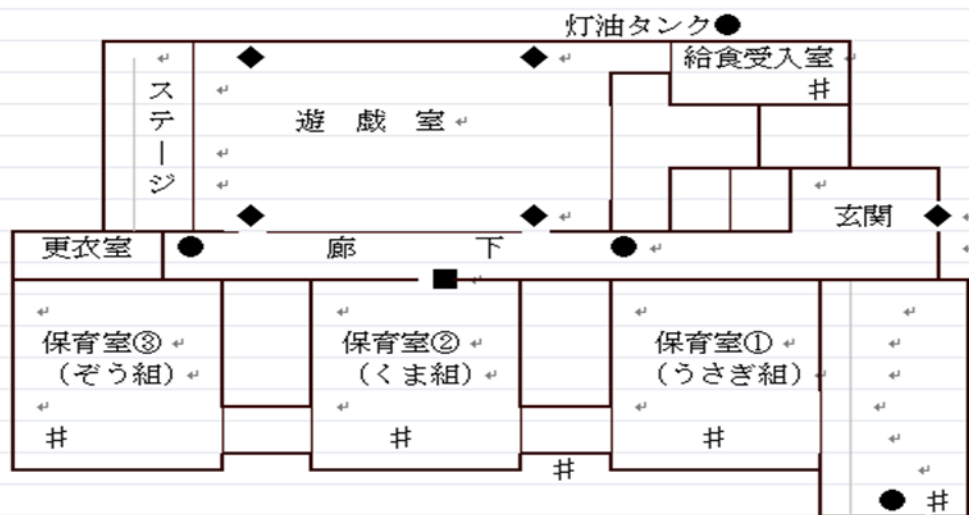 灯油タンク●
給食受入室
♯
ステージ
遊戯室
玄関
更衣室
廊下
保育室③
（ぞう組）
♯
保育室②
（くま組）
♯
保育室①
（うさぎ組）
♯
♯
♯